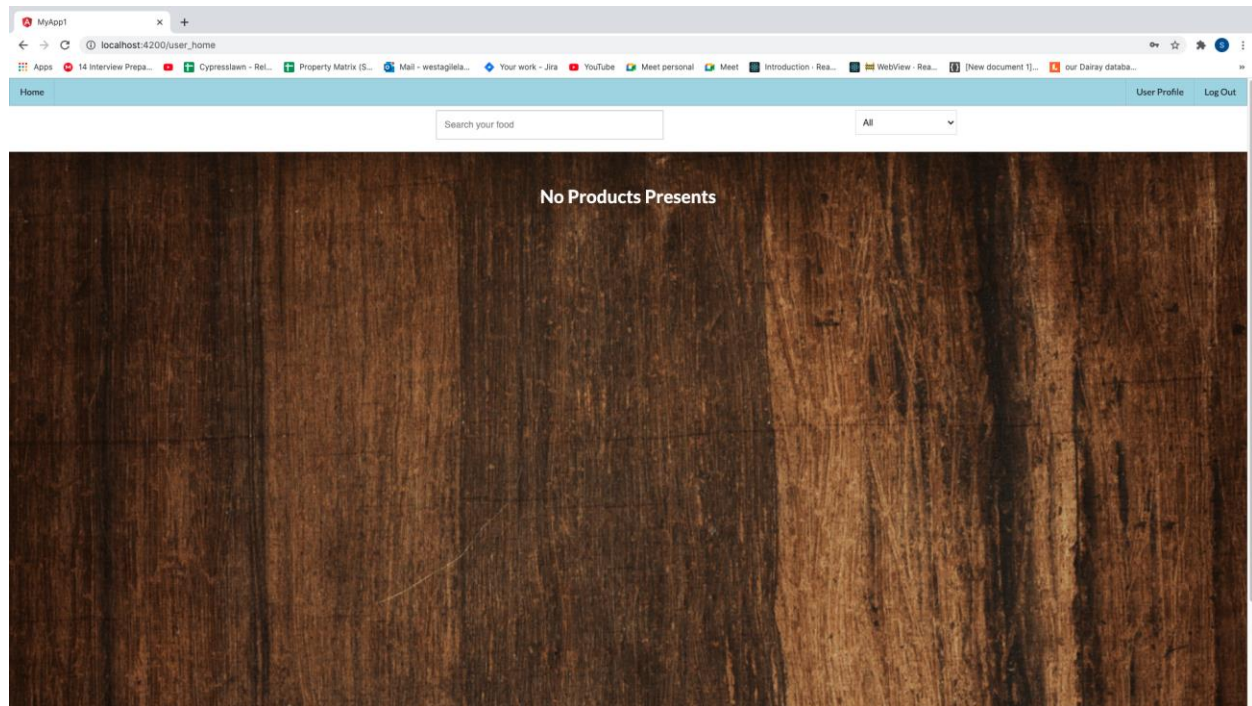 MyApp1
localhost:4200/user_home
Apps 14 Interview Prepa... Cypresslawn - Rel... Property Matrix (S... Mail - westagilela... Your work - Jira YouTube Meet personal Meet Introduction · Rea... WebView · Rea... [New document 1]... our Dairay databa... »
Home User Profile Log Out
Search your food All
No Products Presents